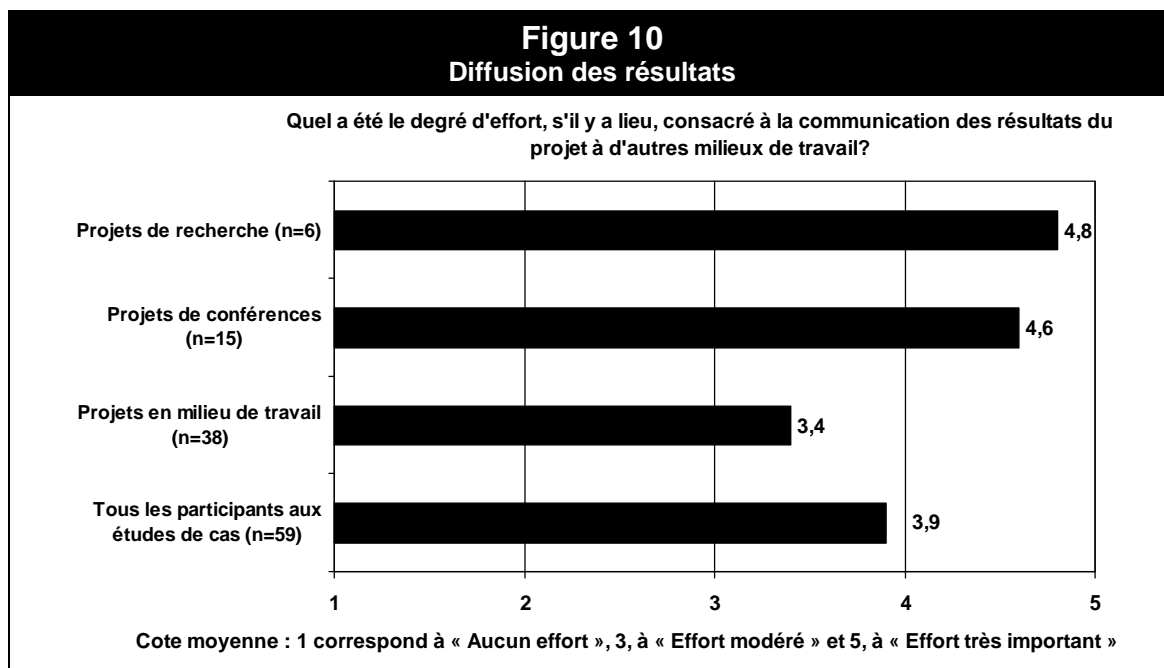 Figure 10
Diffusion des résultats
Quel a été le degré d'effort, s'il y a lieu, consacré à la communication des résultats du
projet à d'autres milieux de travail?
Projets de recherche (n=6)
4,8
Projets de conférences
(n=15)
4,6
Projets en milieu de travail
(n=38)
3,4
Tous les participants aux
études de cas (n=59)
3,9
1 2 3 4 5
Cote moyenne : 1 correspond à « Aucun effort », 3, à « Effort modéré » et 5, à « Effort très important »